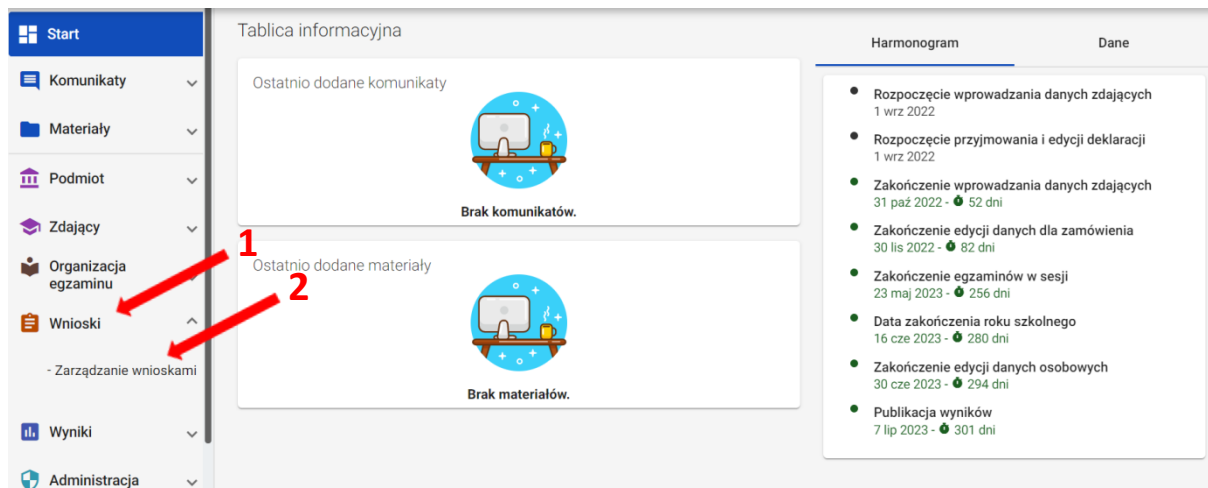 Start
Komunikaty
Materiały
Podmiot
Zdający
Organizacja
egzaminu
Wnioski
- Zarządzanie wnioskami
Wyniki
Administracja
1
2
Tablica informacyjna
Ostatnio dodane komunikaty
Brak komunikatów.
Ostatnio dodane materiały
Brak materiałów.
Harmonogram
Dane
Rozpoczęcie wprowadzania danych zdających
1 wrz 2022
Rozpoczęcie przyjmowania i edycji deklaracji
1 wrz 2022
Zakończenie wprowadzania danych zdających
31 paź 2022 - 52 dni
Zakończenie edycji danych dla zamówienia
30 lis 2022 - 82 dni
Zakończenie egzaminów w sesji
23 maj 2023 - 256 dni
Data zakończenia roku szkolnego
16 cze 2023 - 280 dni
Zakończenie edycji danych osobowych
30 cze 2023 - 294 dni
Publikacja wyników
7 lip 2023 - 301 dni